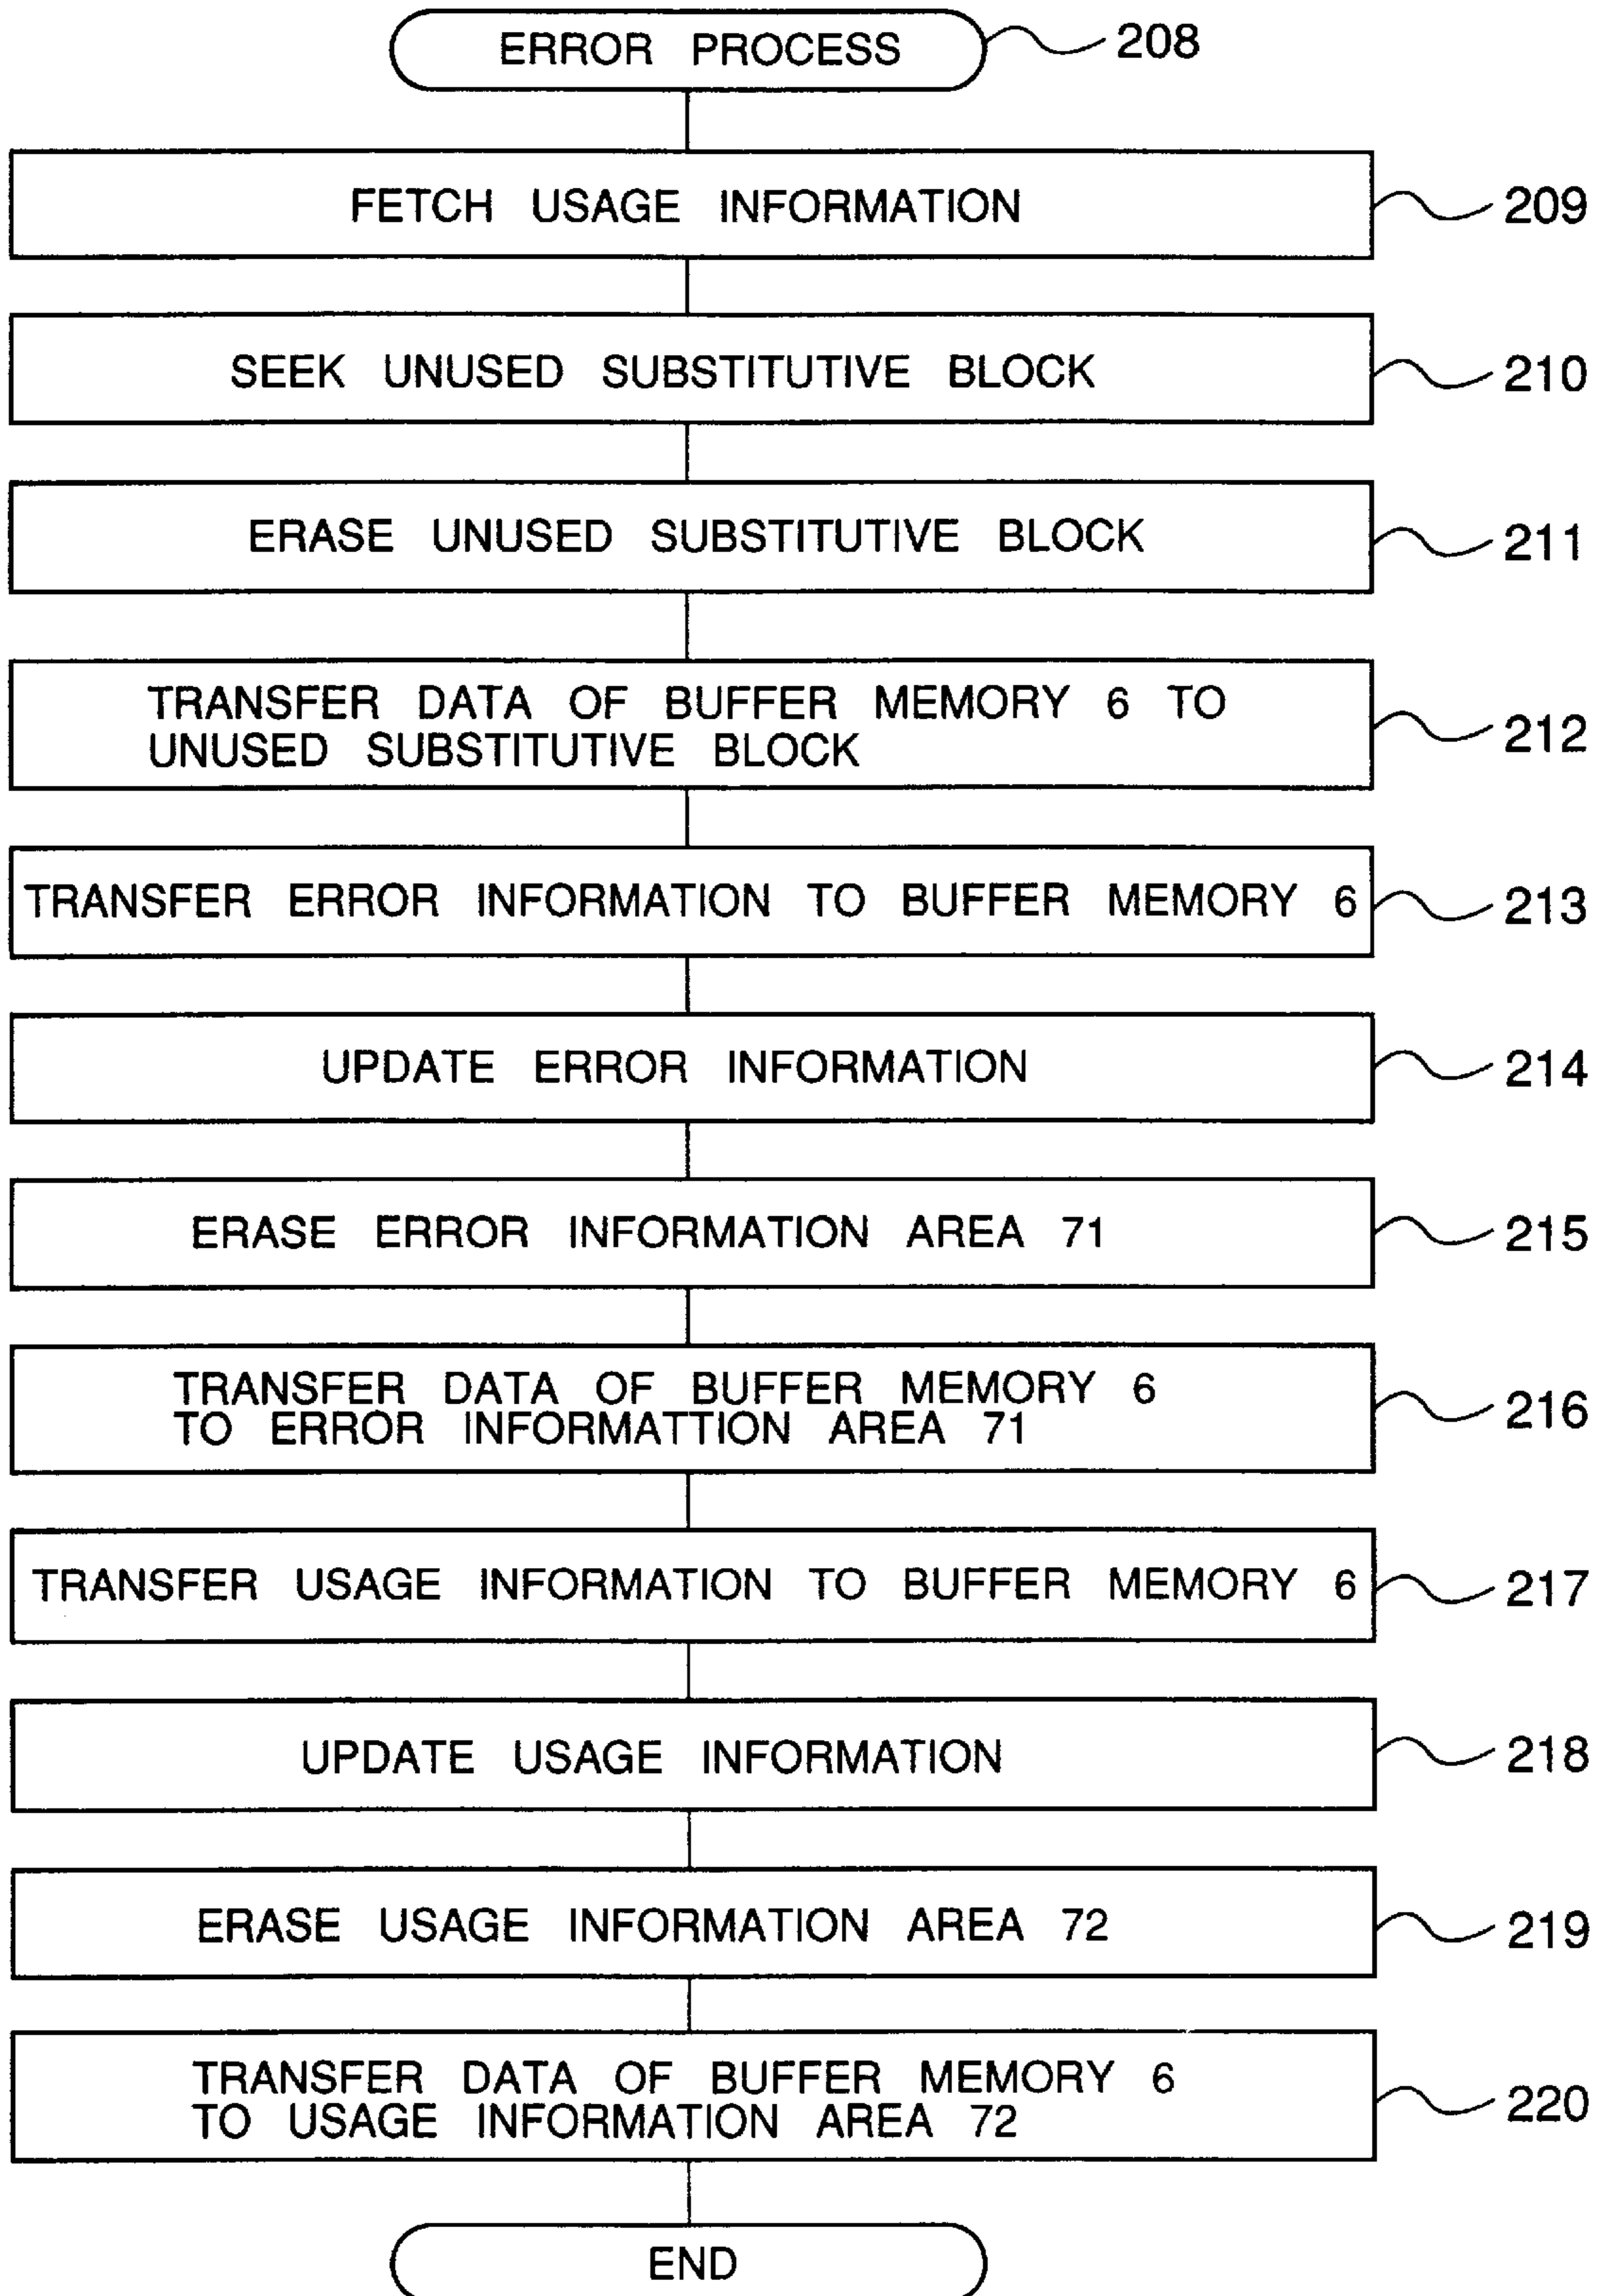 ERROR PROCESS 208
FETCH USAGE INFORMATION 209
SEEK UNUSED SUBSTITUTIVE BLOCK 210
ERASE UNUSED SUBSTITUTIVE BLOCK 211
TRANSFER DATA OF BUFFER MEMORY 6 TO
UNUSED SUBSTITUTIVE BLOCK
212
TRANSFER ERROR INFORMATION TO BUFFER MEMORY 6 213
UPDATE ERROR INFORMATION 214
ERASE ERROR INFORMATION AREA 71 215
TRANSFER DATA OF BUFFER MEMORY 6
TO ERROR INFORMATTION AREA 71
216
TRANSFER USAGE INFORMATION TO BUFFER MEMORY 6 217
UPDATE USAGE INFORMATION 218
ERASE USAGE INFORMATION AREA 72 219
TRANSFER DATA OF BUFFER MEMORY 6
TO USAGE INFORMATION AREA 72
220
END